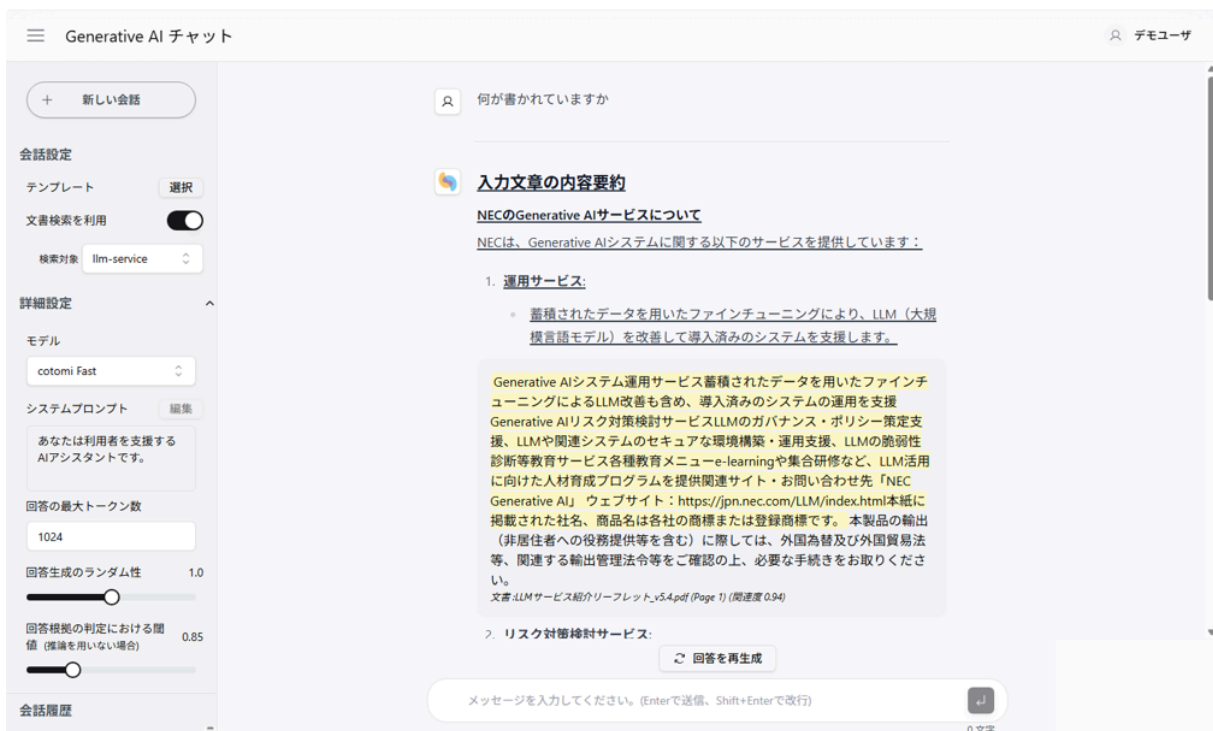 Generative AI チャット
デモユーザ
+ 新しい会話
会話設定
テンプレート 選択
文書検索を利用
検索対象 llm-service
詳細設定
モデル
cotomi Fast
システムプロンプト 編集
あなたは利用者を支援する
AIアシスタントです。
回答の最大トークン数
1024
回答生成のランダム性 1.0
回答根拠の判定における閾
値 (推論を用いない場合) 0.85
会話履歴
何が書かれていますか
入力文章の内容要約
NECのGenerative AIサービスについて
NECは、Generative AIシステムに関する以下のサービスを提供しています：
1. 運用サービス:
蓄積されたデータを用いたファインチューニングにより、LLM（大規
模言語モデル）を改善して導入済みのシステムを支援します。
Generative AIシステム運用サービス蓄積されたデータを用いたファインチ
ューニングによるLLM改善も含め、導入済みのシステムの運用を支援
Generative AIリスク対策検討サービスLLMのガバナンス・ポリシー策定支
援、LLMや関連システムのセキュアな環境構築・運用支援、LLMの脆弱性
診断等教育サービス各種教育メニューe-learningや集合研修など、LLM活用
に向けた人材育成プログラムを提供関連サイト・お問い合わせ先「NEC
Generative AI」 ウェブサイト：https://jpn.nec.com/LLM/index.html本紙に
掲載された社名、商品名は各社の商標または登録商標です。 本製品の輸出
（非居住者への役務提供等を含む）に際しては、外国為替及び外国貿易法
等、関連する輸出管理法令等をご確認の上、必要な手続きをお取りくださ
い。
文書:LLMサービス紹介リーフレット_v5.4.pdf (Page 1) (関連度 0.94)
2. リスク対策検討サービス:
回答を再生成
メッセージを入力してください。(Enterで送信、Shift+Enterで改行)
0 文字